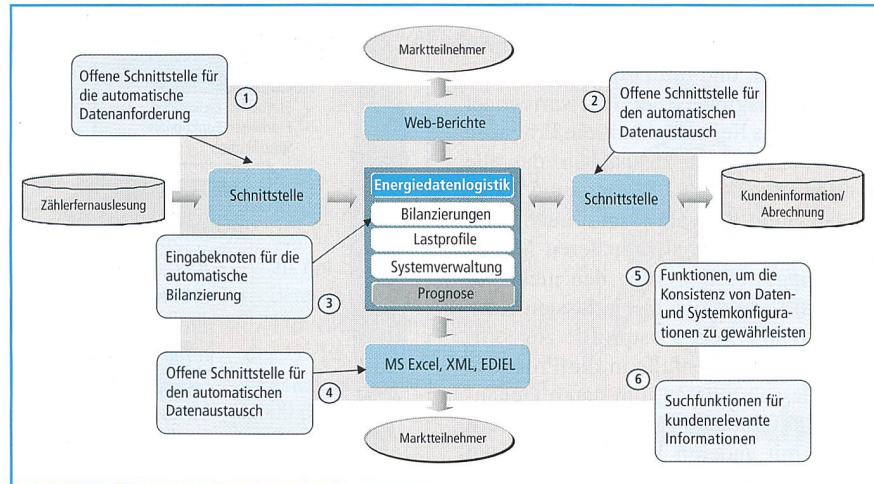 Marktteilnehmer
Offene Schnittstelle für
die automatische
Datenanforderung
1
2
Offene Schnittstelle für
den automatischen
Datenaustausch
Web-Berichte
Zählerfernauslesung
Schnittstelle
Energiedatenlogistik
Bilanzierungen
Lastprofile
Systemverwaltung
Prognose
Schnittstelle
Kundeninformation/
Abrechnung
Eingabeknoten für die
automatische
Bilanzierung
3
5
Funktionen, um die
Konsistenz von Daten-
und Systemkonfigura-
tionen zu gewährleisten
Offene Schnittstelle für
den automatischen
Datenaustausch
4
MS Excel, XML, EDIEL
6
Suchfunktionen für
kundenrelevante
Informationen
Marktteilnehmer